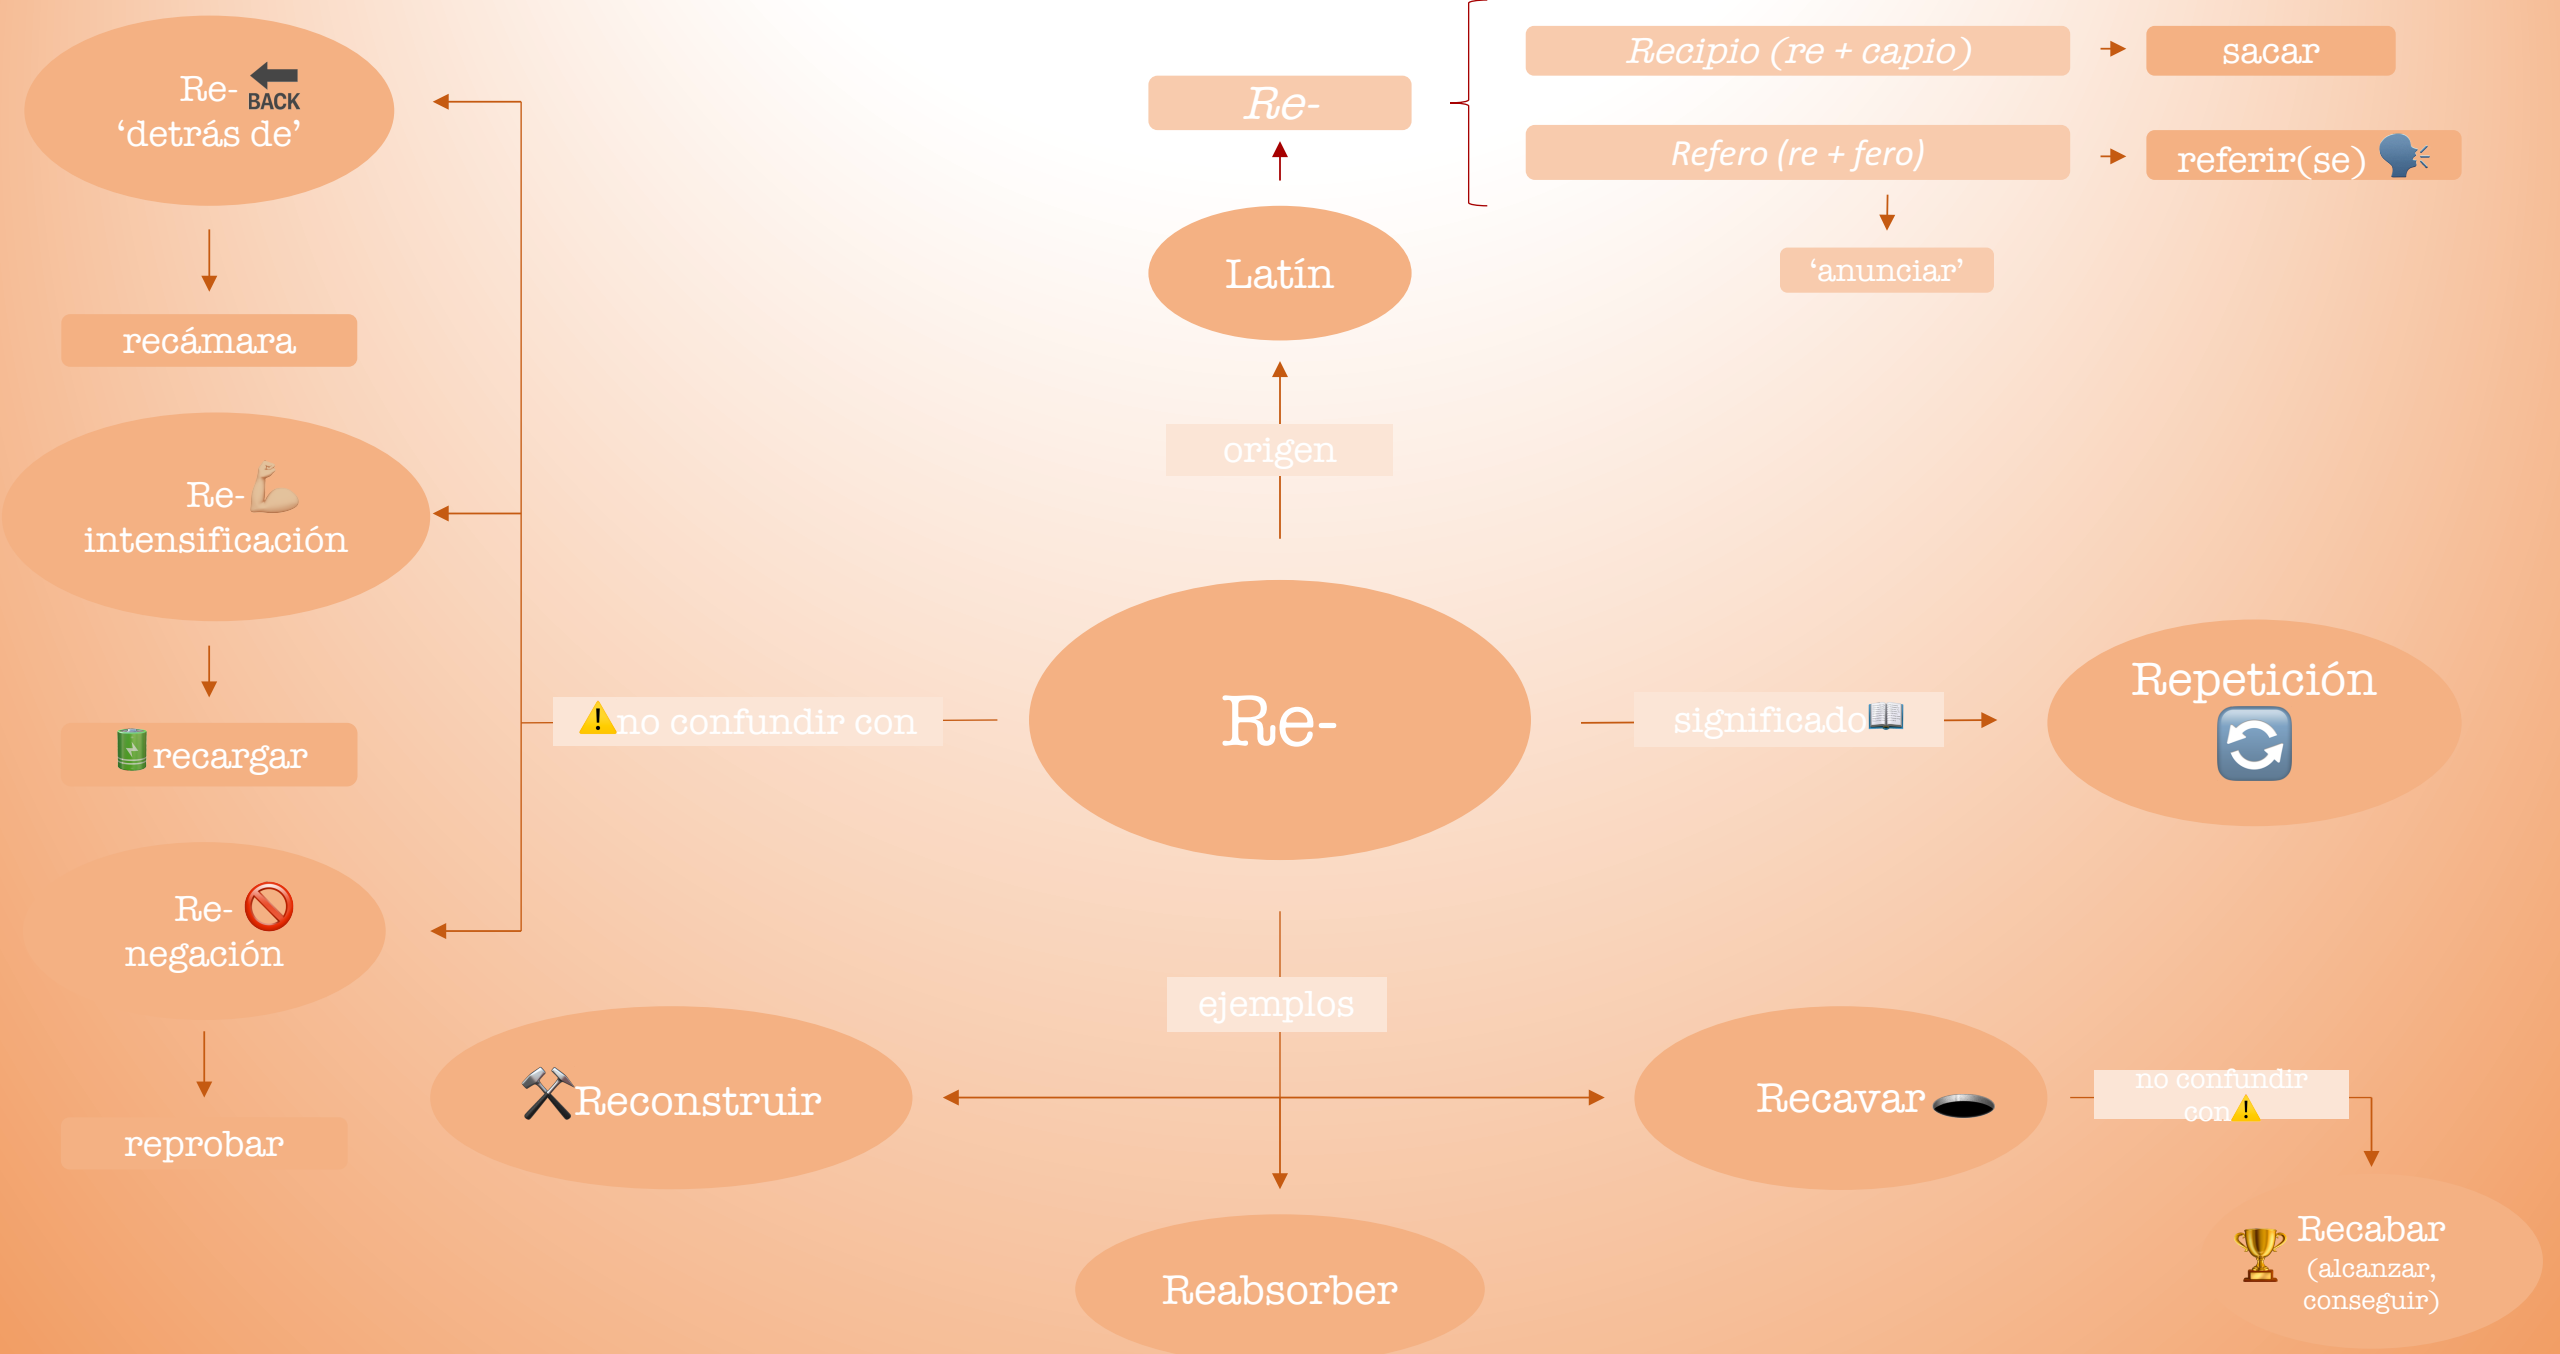 Re-
BACK
‘detrás de’
recámara
Re-
intensificación
recargar
Re-
negación
reprobar
no confundir con
Re-
Recipio (re + capio)
sacar
Refero (re + fero)
referir(se)
‘anunciar’
Latín
origen
Re-
significado
Repetición
ejemplos
Reconstruir
Reabsorber
Recavar
no confundir
con
Recabar
(alcanzar,
conseguir)